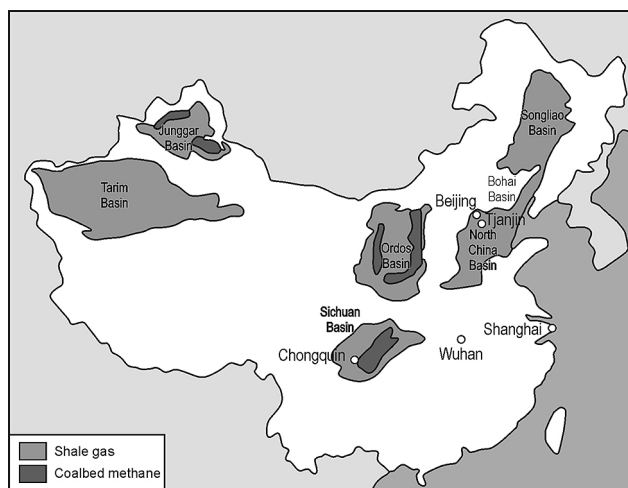 Junggar
Basin
Songliao
Basin
Tarim
Basin
Bohai
Basin
Beijing
Tjanjin
North
China
Basin
Ordos
Basin
Sichuan
Basin
Shanghai
Chongquin
Wuhan
Shale gas
Coalbed methane